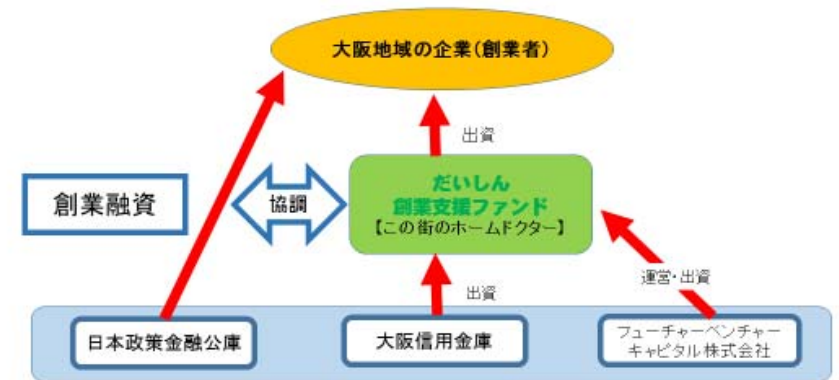 大阪地域の企業(創業者)
出資
創業融資
協調
だいしん
創業支援ファンド
【この街のホームドクター】
出資
運営・出資
日本政策金融公庫
大阪信用金庫
フューチャーベンチャー
キャピタル株式会社